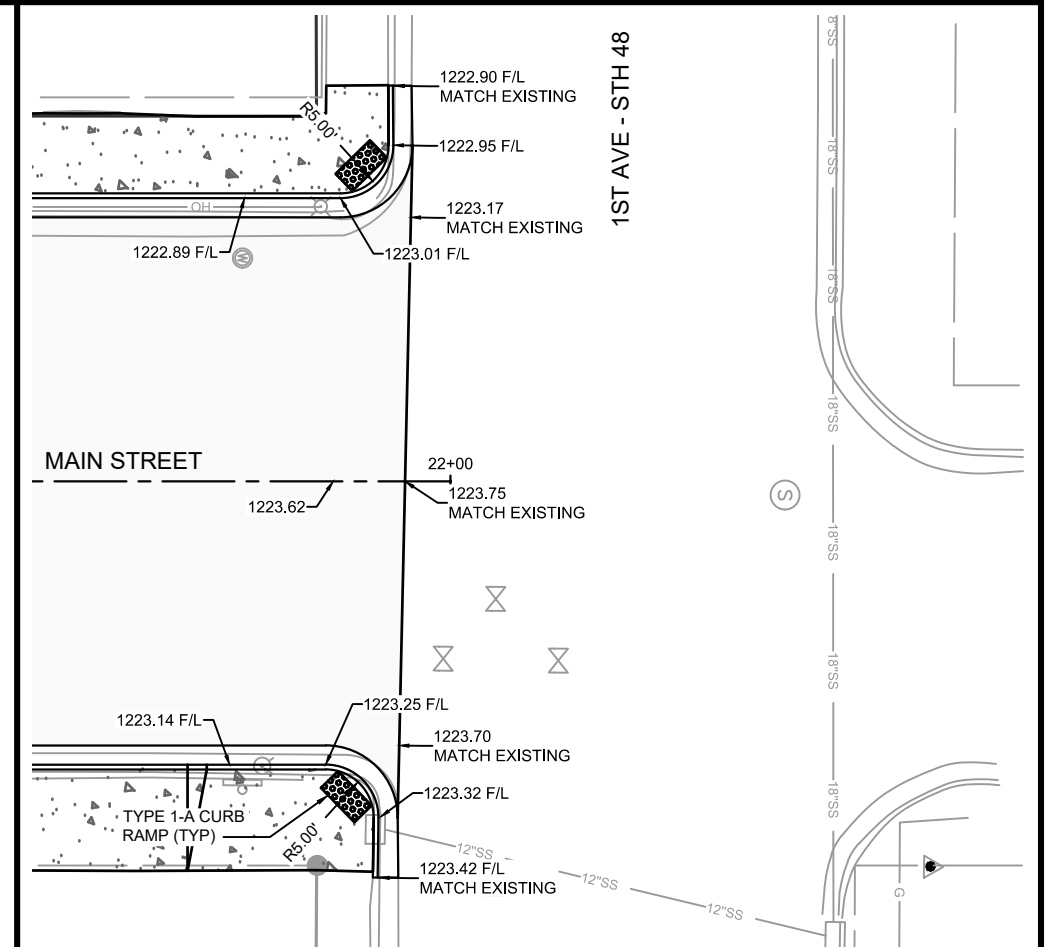 1ST AVE - STH 48
1222.90 F/L
MATCH EXISTING
R5.00'
1222.95 F/L
1223.17
MATCH EXISTING
OH
1222.89 F/L
W
1223.01 F/L
8"SS
18"SS
18"SS
18"SS
18"SS
18"SS
18"SS
MAIN STREET
22+00
1223.62
1223.75
MATCH EXISTING
S
1223.14 F/L
1223.25 F/L
1223.70
MATCH EXISTING
TYPE 1-A CURB
RAMP (TYP)
R5.00'
1223.32 F/L
1223.42 F/L
MATCH EXISTING
12"SS
12"SS
12"SS
G